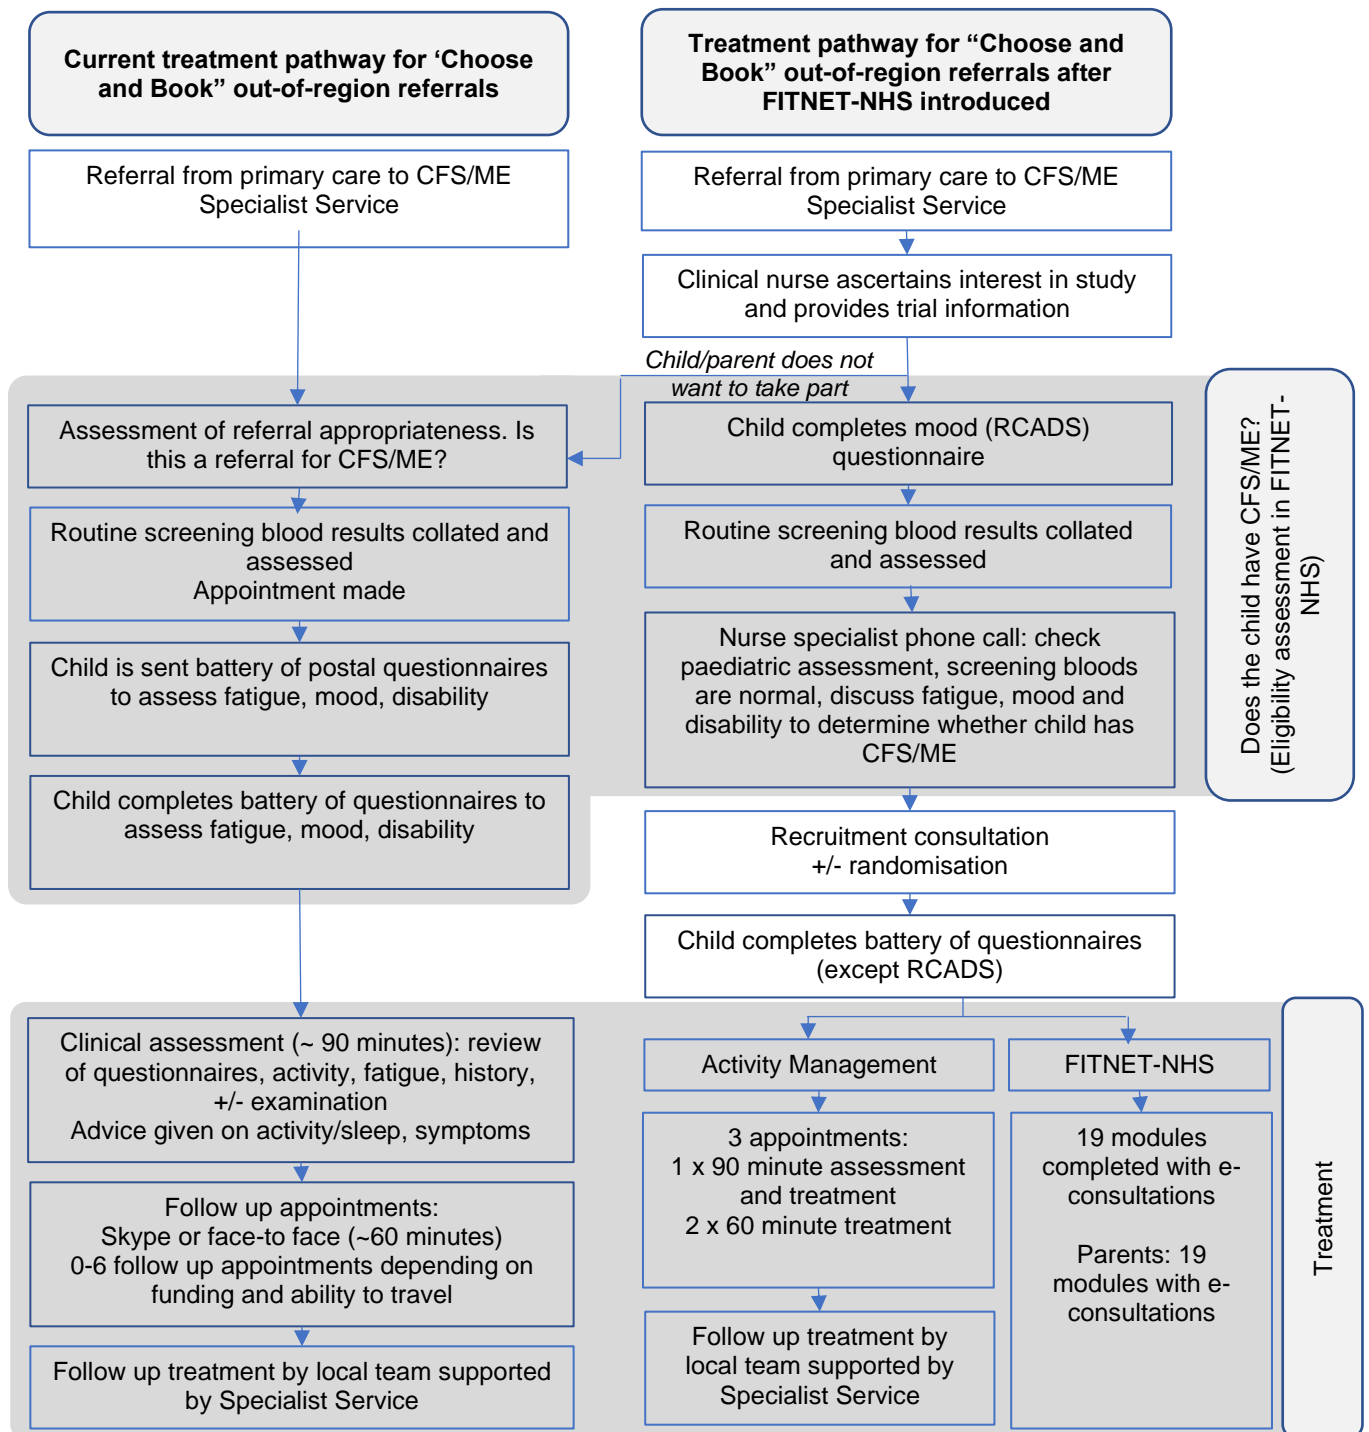 Current treatment pathway for ‘Choose
and Book” out-of-region referrals
Referral from primary care to CFS/ME
Specialist Service
Assessment of referral appropriateness. Is
this a referral for CFS/ME?
Routine screening blood results collated and
assessed
Appointment made
Child is sent battery of postal questionnaires
to assess fatigue, mood, disability
Child completes battery of questionnaires to
assess fatigue, mood, disability
Clinical assessment (~ 90 minutes): review
of questionnaires, activity, fatigue, history,
+/- examination
Advice given on activity/sleep, symptoms
Follow up appointments:
Skype or face-to face (~60 minutes)
0-6 follow up appointments depending on
funding and ability to travel
Follow up treatment by local team supported
by Specialist Service
Treatment pathway for “Choose and
Book” out-of-region referrals after
FITNET-NHS introduced
Referral from primary care to CFS/ME
Specialist Service
Clinical nurse ascertains interest in study
and provides trial information
Child/parent does not
want to take part
Child completes mood (RCADS)
questionnaire
Routine screening blood results collated
and assessed
Nurse specialist phone call: check
paediatric assessment, screening bloods
are normal, discuss fatigue, mood and
disability to determine whether child has
CFS/ME
Recruitment consultation
+/- randomisation
Child completes battery of questionnaires
(except RCADS)
Activity Management
3 appointments:
1 x 90 minute assessment
and treatment
2 x 60 minute treatment
Follow up treatment by
local team supported by
Specialist Service
FITNET-NHS
19 modules
completed with e-
consultations
Parents: 19
modules with e-
consultations
Does the child have CFS/ME?
(Eligibility assessment in FITNET-
NHS)
Treatment